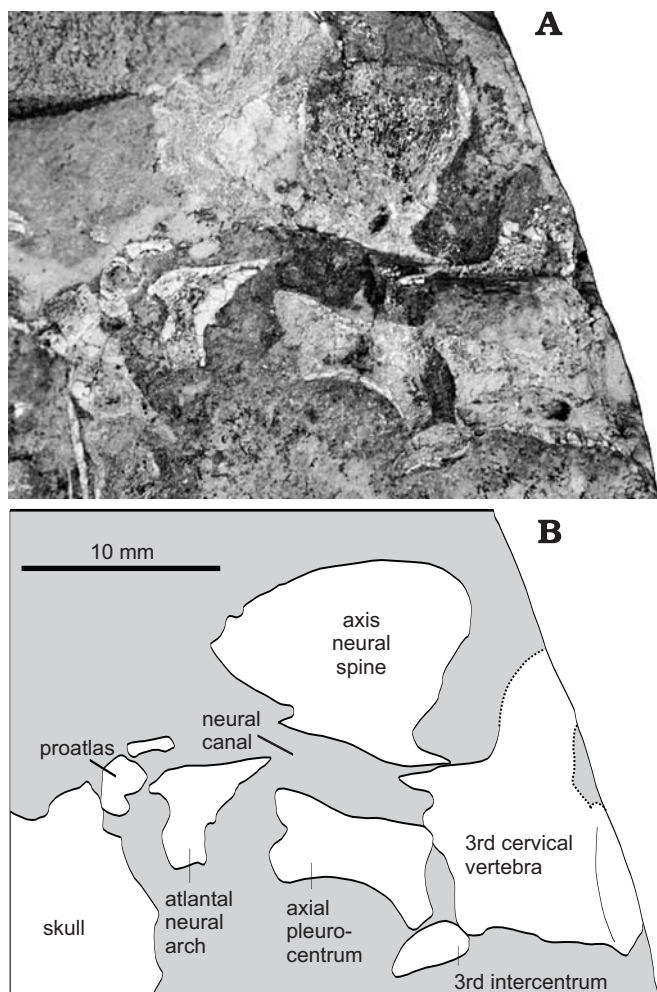 A
B
10 mm
axis
neural
spine
neural
canal
proatlas
3rd cervical
vertebra
atlantal
neural
arch
axial
pleuro-
centrum
skull
3rd intercentrum